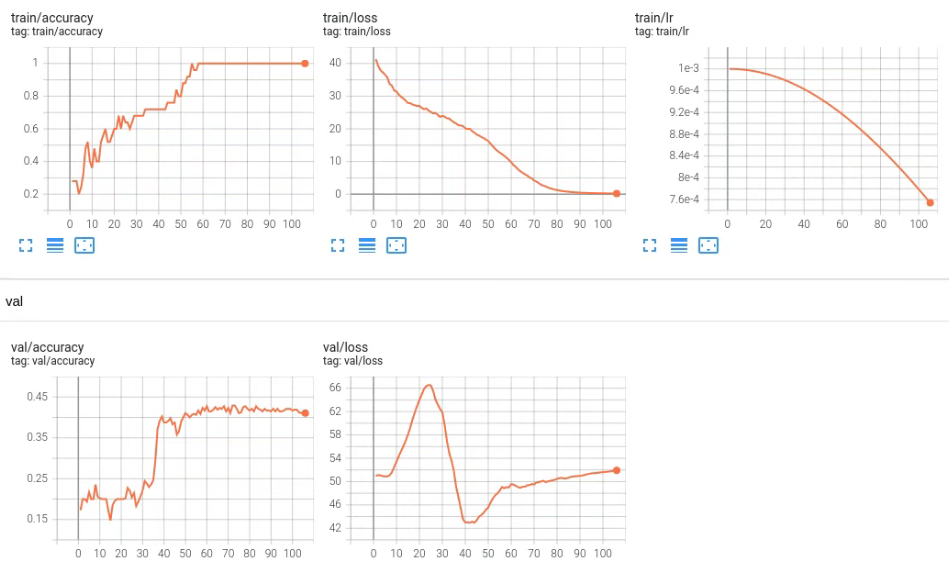 train/accuracy
tag: train/accuracy
1
0.8
0.6
0.4
0.2
0 10 20 30 40 50 60 70 80 90 100
train/loss
tag: train/loss
40
30
20
10
0
0 10 20 30 40 50 60 70 80 90 100
train/lr
tag: train/lr
1e-3
9.6e-4
9.2e-4
8.8e-4
8.4e-4
8e-4
7.6e-4
0 20 40 60 80 100
val
val/accuracy
tag: val/accuracy
0.45
0.35
0.25
0.15
0 10 20 30 40 50 60 70 80 90 100
val/loss
tag: val/loss
66
62
58
54
50
46
42
0 10 20 30 40 50 60 70 80 90 100